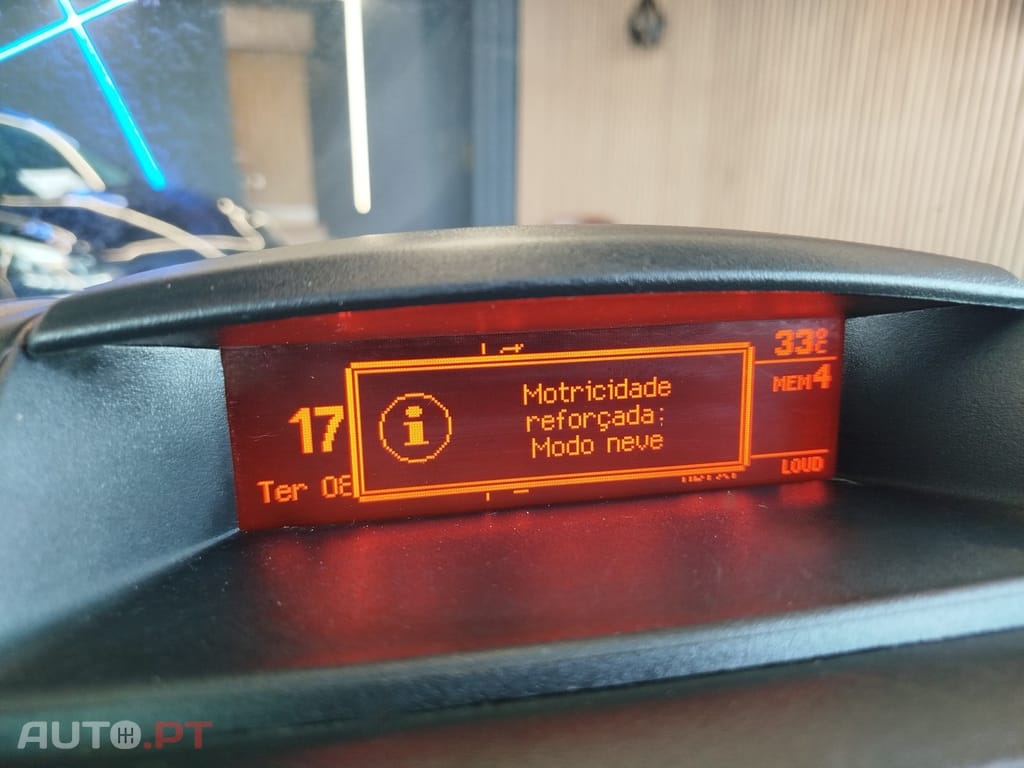 33°C
MEM4
17
Motricidade
reforçada:
Modo neve
Ter 08
LOUD
AUTO.PT